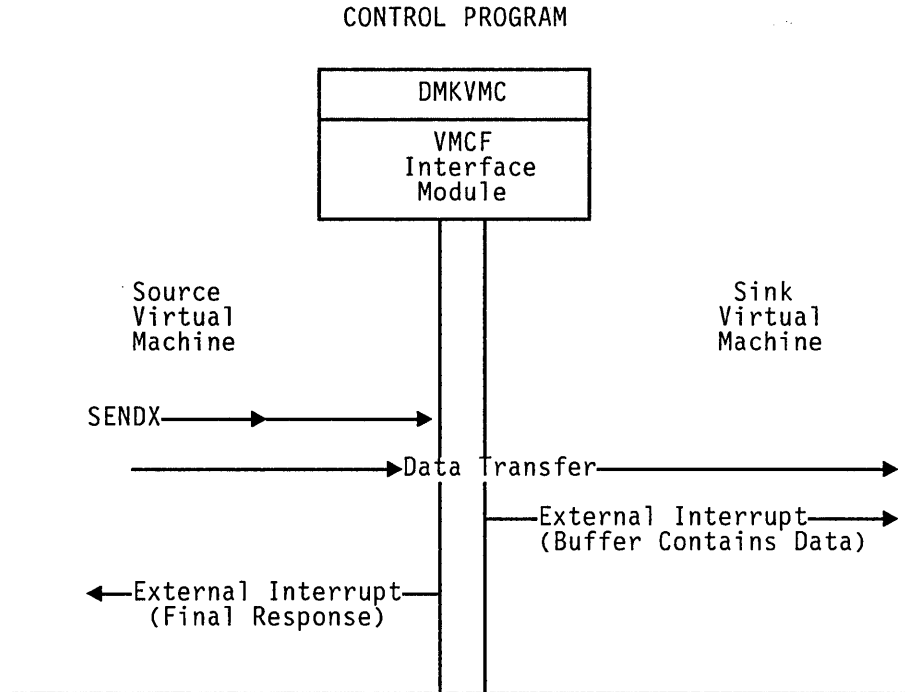 CONTROL PROGRAM
DMKVMC
VMCF
Interface
Module
Source
Virtual
Machine
Sink
Virtual
Machine
SENDX
Data Transfer
External Interrupt
(Buffer Contains Data)
External Interrupt
(Final Response)